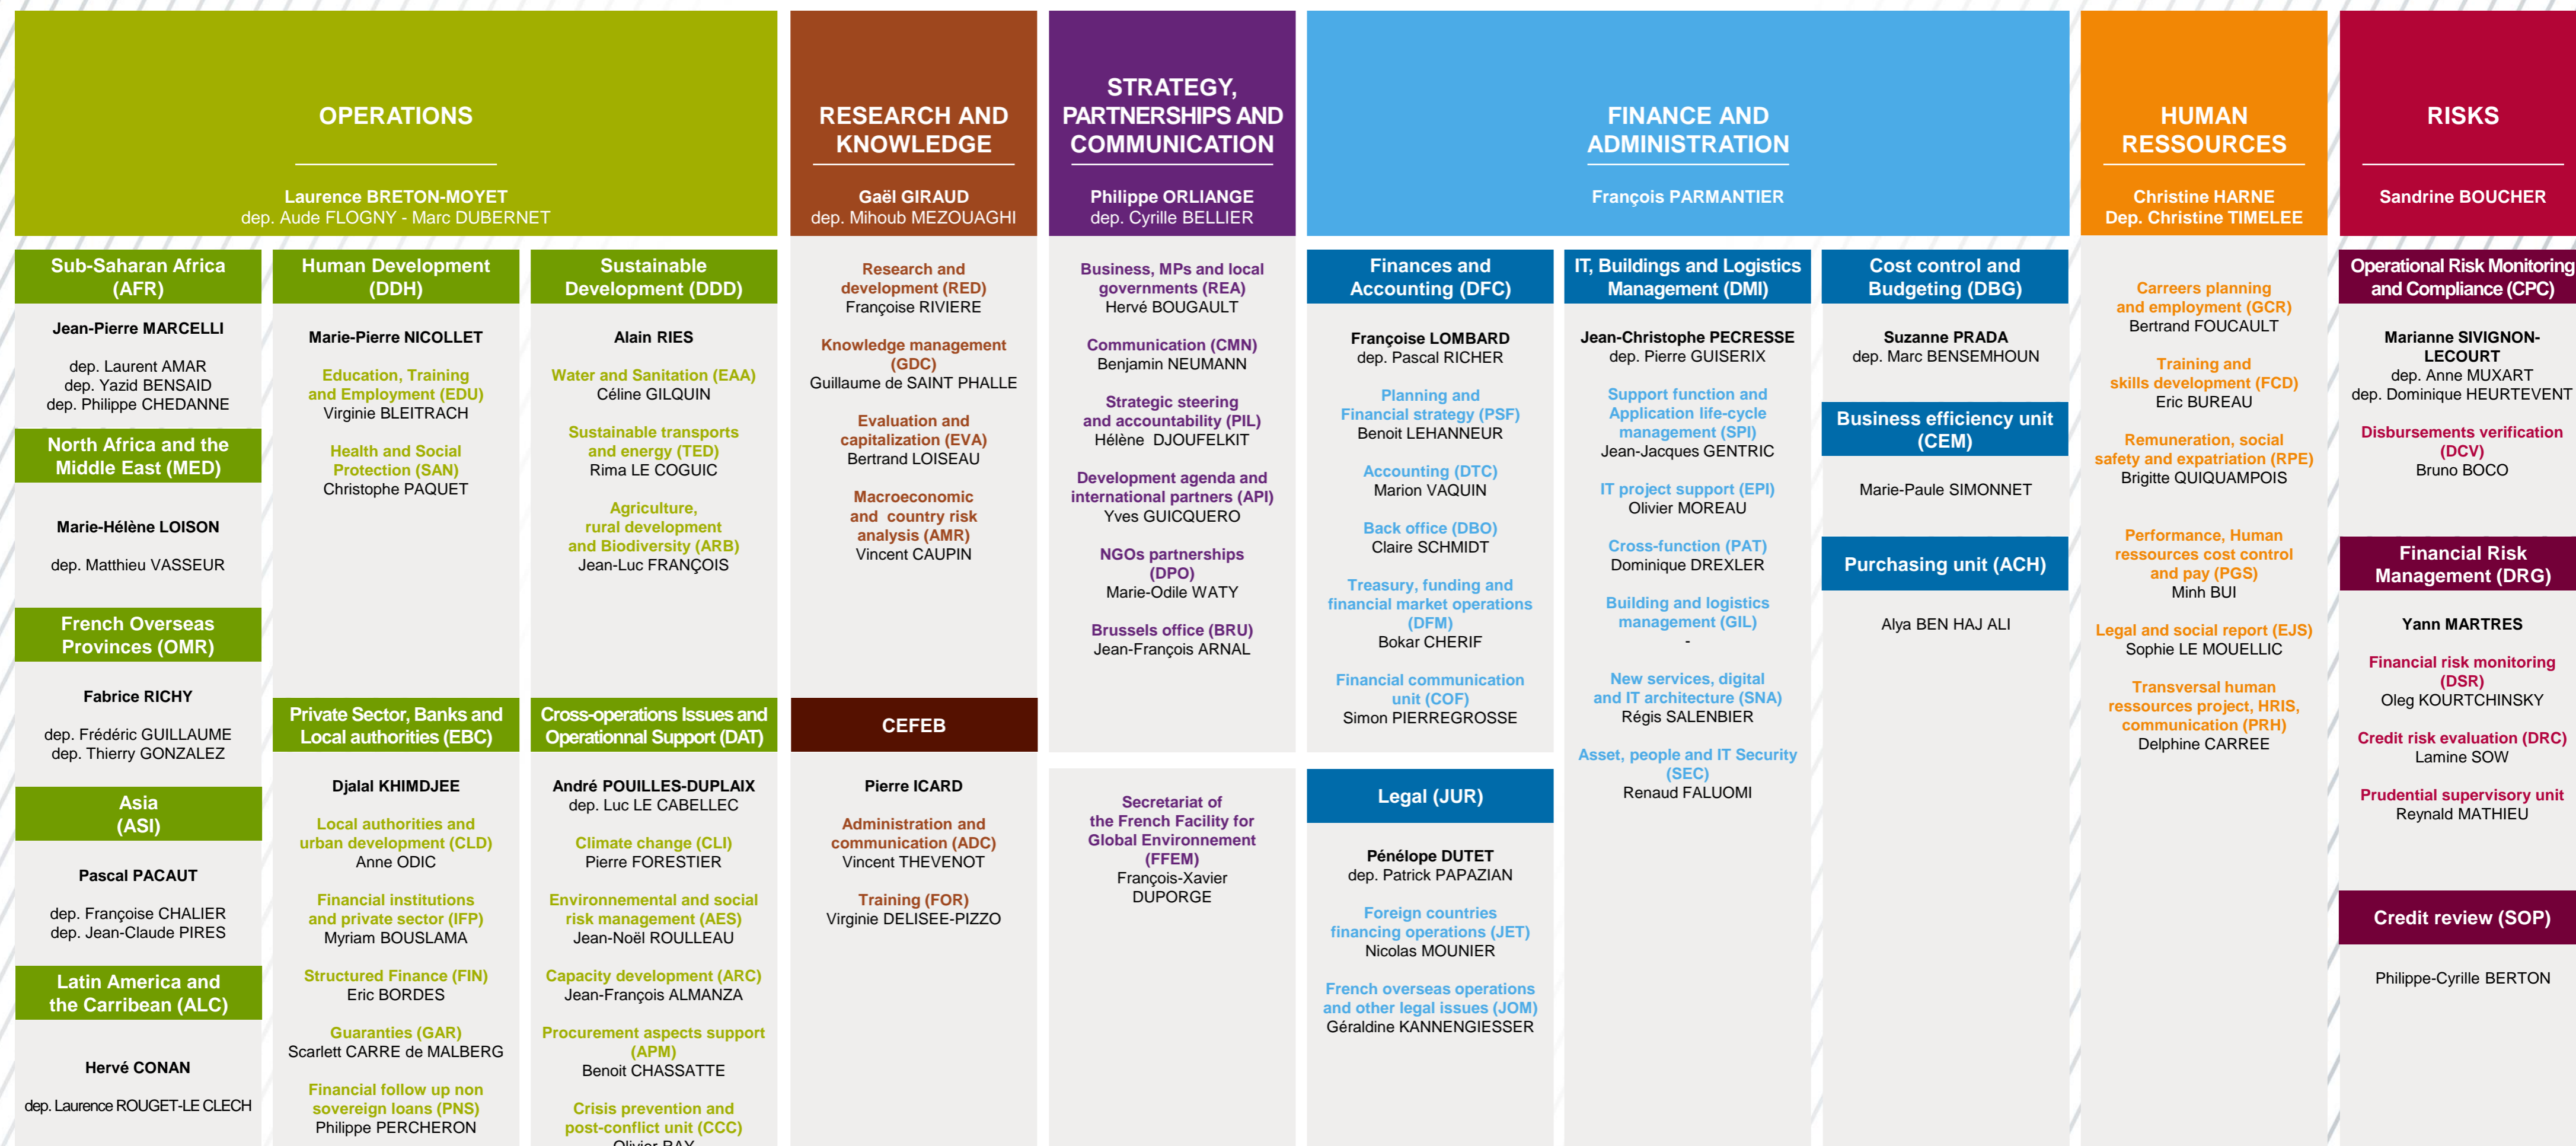 OPERATIONS
Laurence BRETON-MOYET
dep. Aude FLOGNY - Marc DUBERNET
Sub-Saharan Africa
(AFR)
Jean-Pierre MARCELLI
dep. Laurent AMAR
dep. Yazid BENSAID
dep. Philippe CHEDANNE
North Africa and the
Middle East (MED)
Marie-Hélène LOISON
dep. Matthieu VASSEUR
French Overseas
Provinces (OMR)
Fabrice RICHY
dep. Frédéric GUILLAUME
dep. Thierry GONZALEZ
Asia
(ASI)
Pascal PACAUT
dep. Françoise CHALIER
dep. Jean-Claude PIRES
Latin America and
the Carribean (ALC)
Hervé CONAN
dep. Laurence ROUGET-LE CLECH
Human Development
(DDH)
Marie-Pierre NICOLLET
Education, Training
and Employment (EDU)
Virginie BLEITRACH
Health and Social
Protection (SAN)
Christophe PAQUET
Private Sector, Banks and
Local authorities (EBC)
Djalal KHIMDJEE
Local authorities and
urban development (CLD)
Anne ODIC
Financial institutions
and private sector (IFP)
Myriam BOUSLAMA
Structured Finance (FIN)
Eric BORDES
Guaranties (GAR)
Scarlett CARRE de MALBERG
Financial follow up non
sovereign loans (PNS)
Philippe PERCHERON
Sustainable
Development (DDD)
Alain RIES
Water and Sanitation (EAA)
Céline GILQUIN
Sustainable transports
and energy (TED)
Rima LE COGUIC
Agriculture,
rural development
and Biodiversity (ARB)
Jean-Luc FRANÇOIS
Cross-operations Issues and
Operationnal Support (DAT)
André POUILLES-DUPLAIX
dep. Luc LE CABELLEC
Climate change (CLI)
Pierre FORESTIER
Environnemental and social
risk management (AES)
Jean-Noël ROULLEAU
Capacity development (ARC)
Jean-François ALMANZA
Procurement aspects support
(APM)
Benoit CHASSATTE
Crisis prevention and
post-conflict unit (CCC)
Olivier RAY
RESEARCH AND
KNOWLEDGE
Gaël GIRAUD
dep. Mihoub MEZOUAGHI
Research and
development (RED)
Françoise RIVIERE
Knowledge management
(GDC)
Guillaume de SAINT PHALLE
Evaluation and
capitalization (EVA)
Bertrand LOISEAU
Macroeconomic
and country risk
analysis (AMR)
Vincent CAUPIN
CEFEB
Pierre ICARD
Administration and
communication (ADC)
Vincent THEVENOT
Training (FOR)
Virginie DELISEE-PIZZO
STRATEGY,
PARTNERSHIPS AND
COMMUNICATION
Philippe ORLIANGE
dep. Cyrille BELLIER
Business, MPs and local
governments (REA)
Hervé BOUGAULT
Communication (CMN)
Benjamin NEUMANN
Strategic steering
and accountability (PIL)
Hélène DJOUFELKIT
Development agenda and
international partners (API)
Yves GUICQUERO
NGOs partnerships
(DPO)
Marie-Odile WATY
Brussels office (BRU)
Jean-François ARNAL
Secretariat of
the French Facility for
Global Environnement
(FFEM)
François-Xavier
DUPORGE
FINANCE AND
ADMINISTRATION
François PARMANTIER
Finances and
Accounting (DFC)
Françoise LOMBARD
dep. Pascal RICHER
Planning and
Financial strategy (PSF)
Benoit LEHANNEUR
Accounting (DTC)
Marion VAQUIN
Back office (DBO)
Claire SCHMIDT
Treasury, funding and
financial market operations
(DFM)
Bokar CHERIF
Financial communication
unit (COF)
Simon PIERREGROSSE
Legal (JUR)
Pénélope DUTET
dep. Patrick PAPAZIAN
Foreign countries
financing operations (JET)
Nicolas MOUNIER
French overseas operations
and other legal issues (JOM)
Géraldine KANNENGIESSER
IT, Buildings and Logistics
Management (DMI)
Jean-Christophe PECRESSE
dep. Pierre GUISERIX
Support function and
Application life-cycle
management (SPI)
Jean-Jacques GENTRIC
IT project support (EPI)
Olivier MOREAU
Cross-function (PAT)
Dominique DREXLER
Building and logistics
management (GIL)
-
New services, digital
and IT architecture (SNA)
Régis SALENBIER
Asset, people and IT Security
(SEC)
Renaud FALUOMI
Cost control and
Budgeting (DBG)
Suzanne PRADA
dep. Marc BENSEMHOUN
Business efficiency unit
(CEM)
Marie-Paule SIMONNET
Purchasing unit (ACH)
Alya BEN HAJ ALI
HUMAN
RESSOURCES
Christine HARNE
Dep. Christine TIMELEE
Carreers planning
and employment (GCR)
Bertrand FOUCAULT
Training and
skills development (FCD)
Eric BUREAU
Remuneration, social
safety and expatriation (RPE)
Brigitte QUIQUAMPOIS
Performance, Human
ressources cost control
and pay (PGS)
Minh BUI
Legal and social report (EJS)
Sophie LE MOUELLIC
Transversal human
ressources project, HRIS,
communication (PRH)
Delphine CARREE
RISKS
Sandrine BOUCHER
Operational Risk Monitoring
and Compliance (CPC)
Marianne SIVIGNON-
LECOURT
dep. Anne MUXART
dep. Dominique HEURTEVENT
Disbursements verification
(DCV)
Bruno BOCO
Financial Risk
Management (DRG)
Yann MARTRES
Financial risk monitoring
(DSR)
Oleg KOURTCHINSKY
Credit risk evaluation (DRC)
Lamine SOW
Prudential supervisory unit
Reynald MATHIEU
Credit review (SOP)
Philippe-Cyrille BERTON